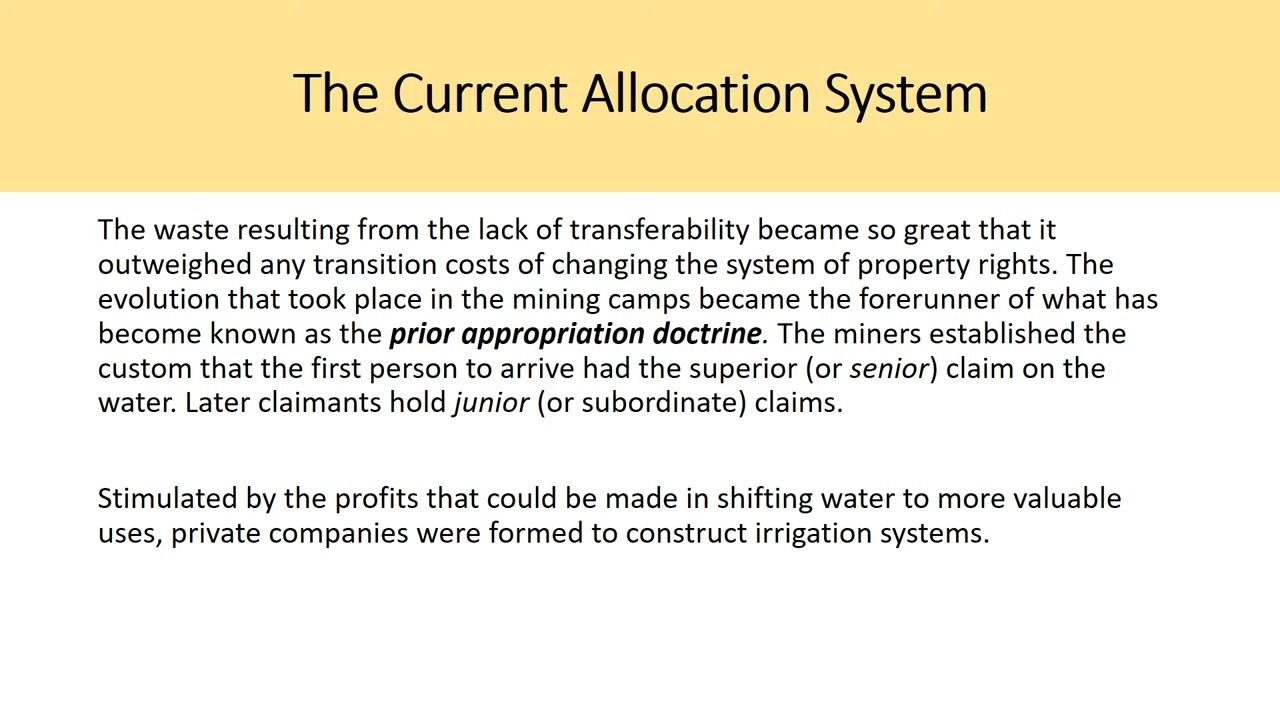 The Current Allocation System
The waste resulting from the lack of transferability became so great that it
outweighed any transition costs of changing the system of property rights. The
evolution that took place in the mining camps became the forerunner of what has
become known as the prior appropriation doctrine. The miners established the
custom that the first person to arrive had the superior (or senior) claim on the
water. Later claimants hold junior (or subordinate) claims.
Stimulated by the profits that could be made in shifting water to more valuable
uses, private companies were formed to construct irrigation systems.